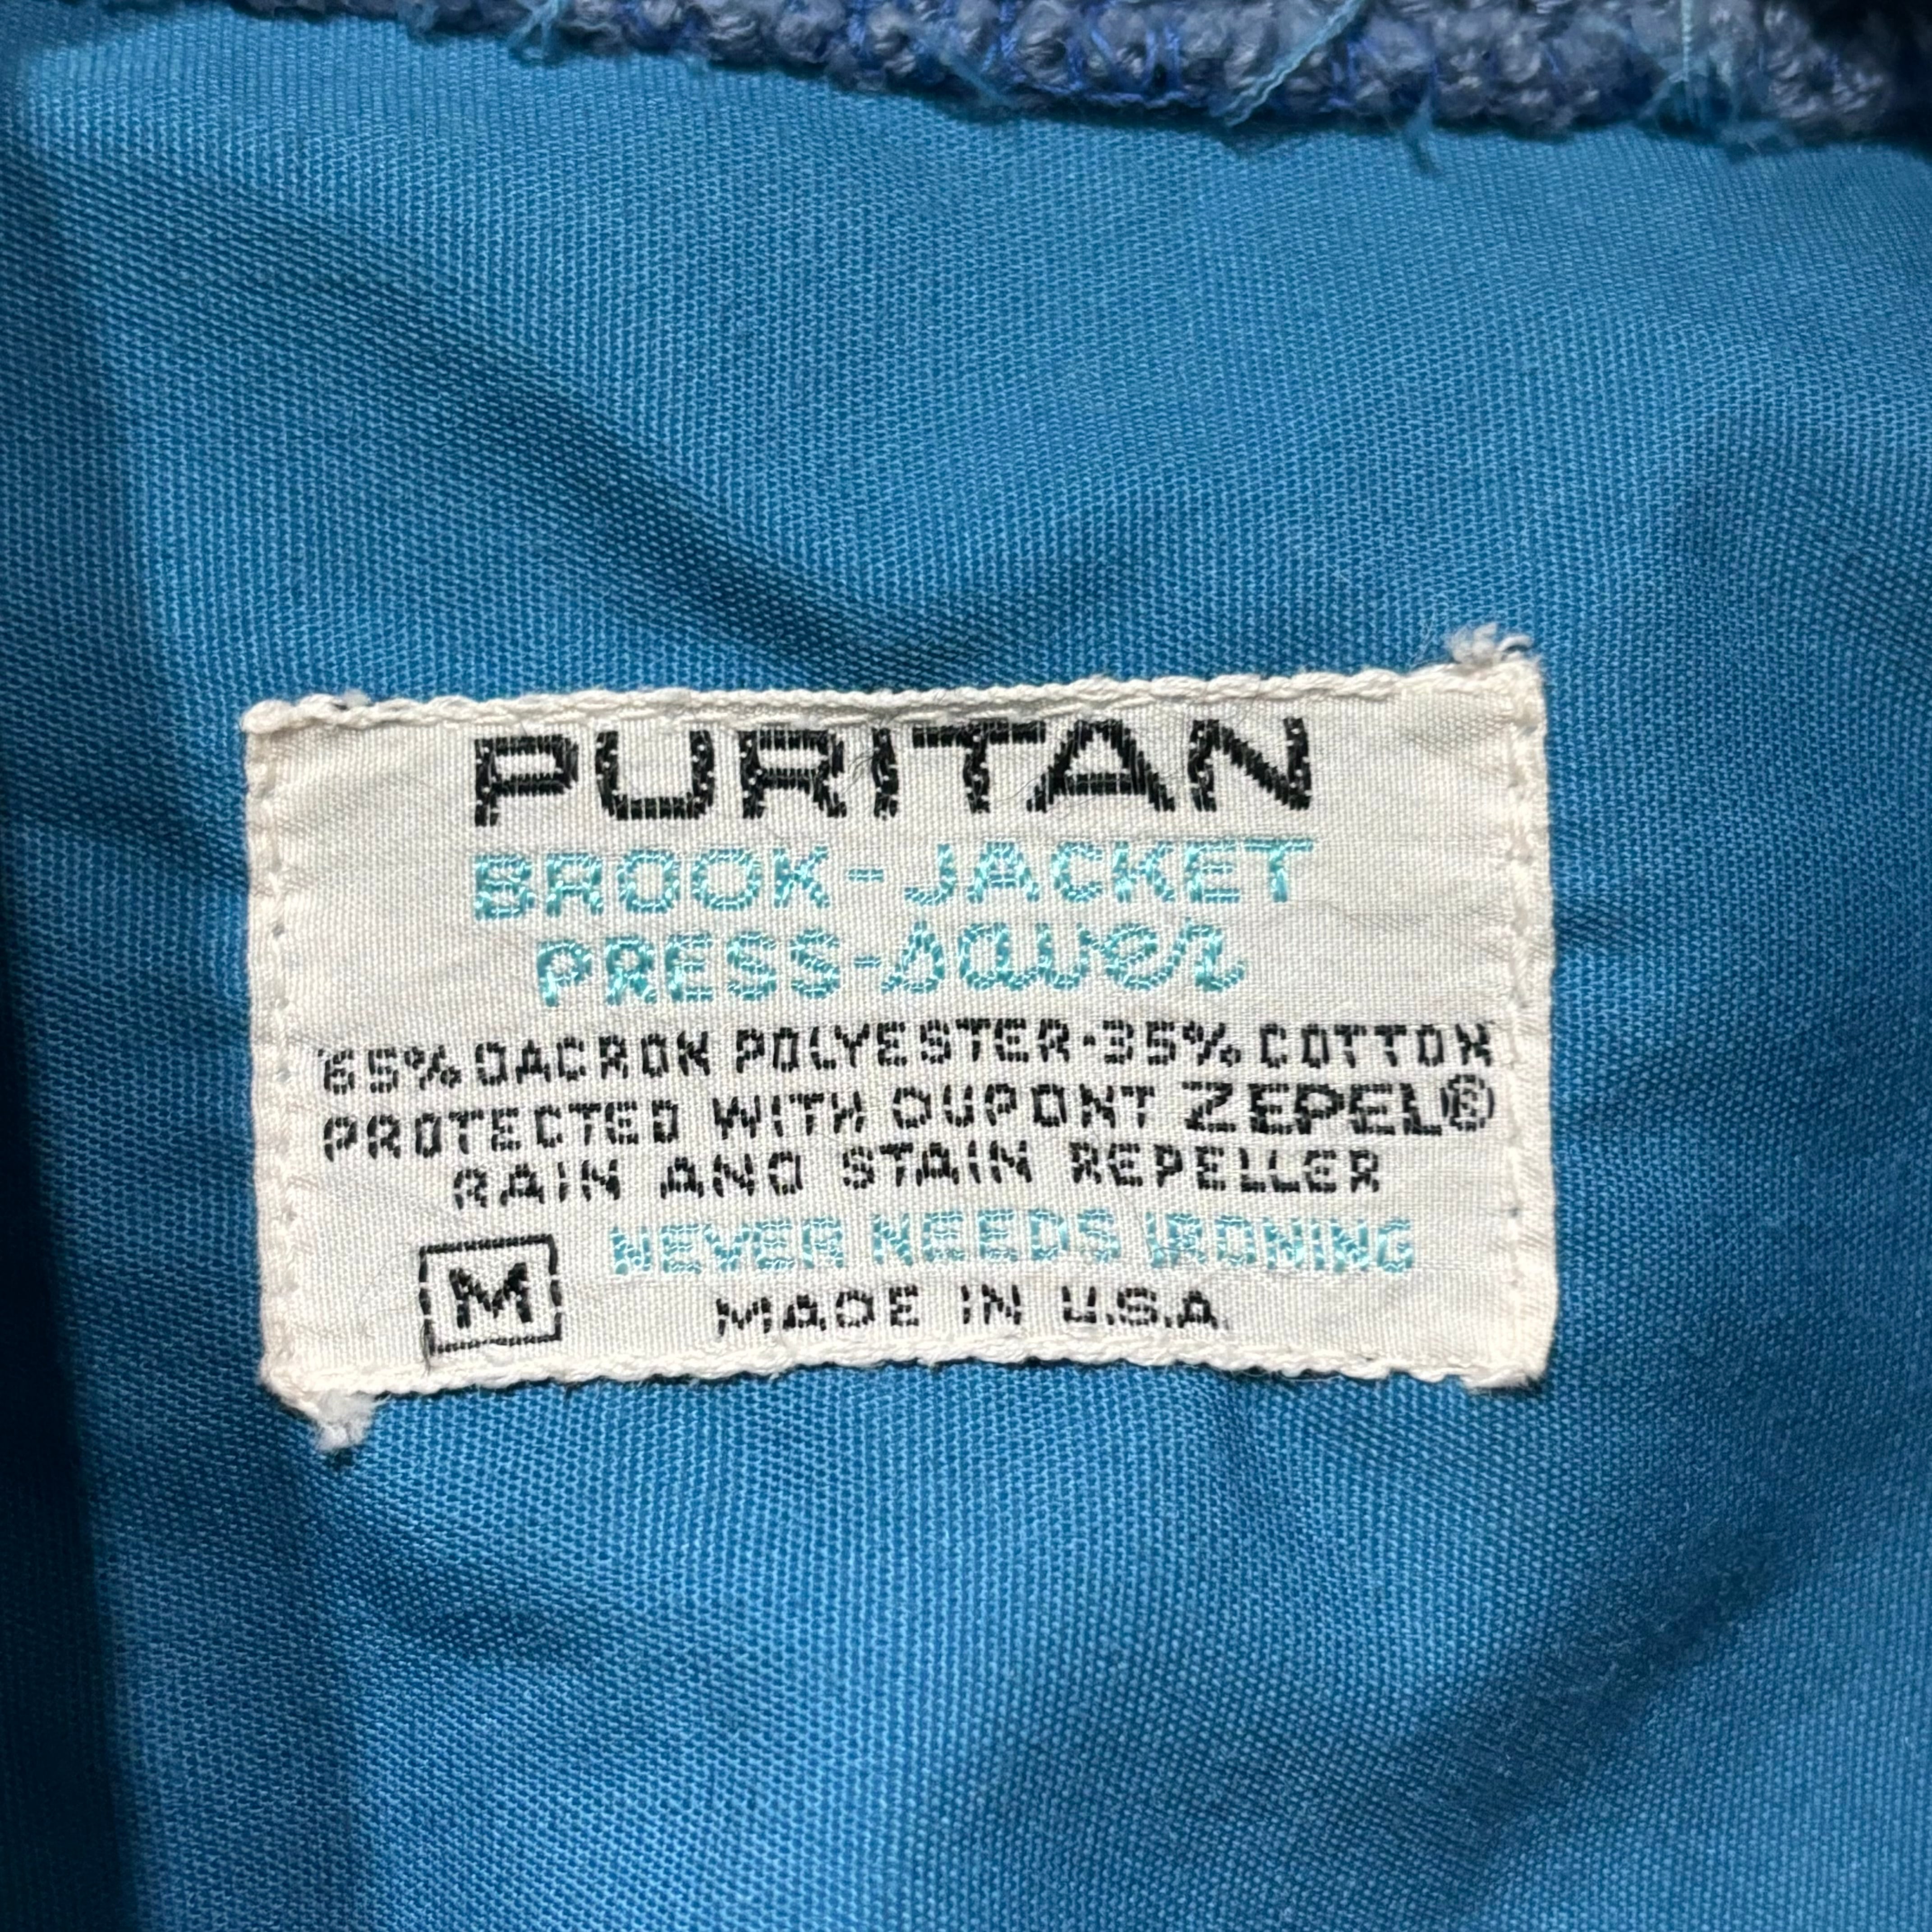 PURITAN
BROOK-JACKET
PRESS-saver
65% DACRON POLYESTER·35% COTTON
PROTECTED WITH DUPONT ZEPEL®
RAIN AND STAIN REPELLER
NEVER NEEDS IRONING
M
MADE IN U.S.A.